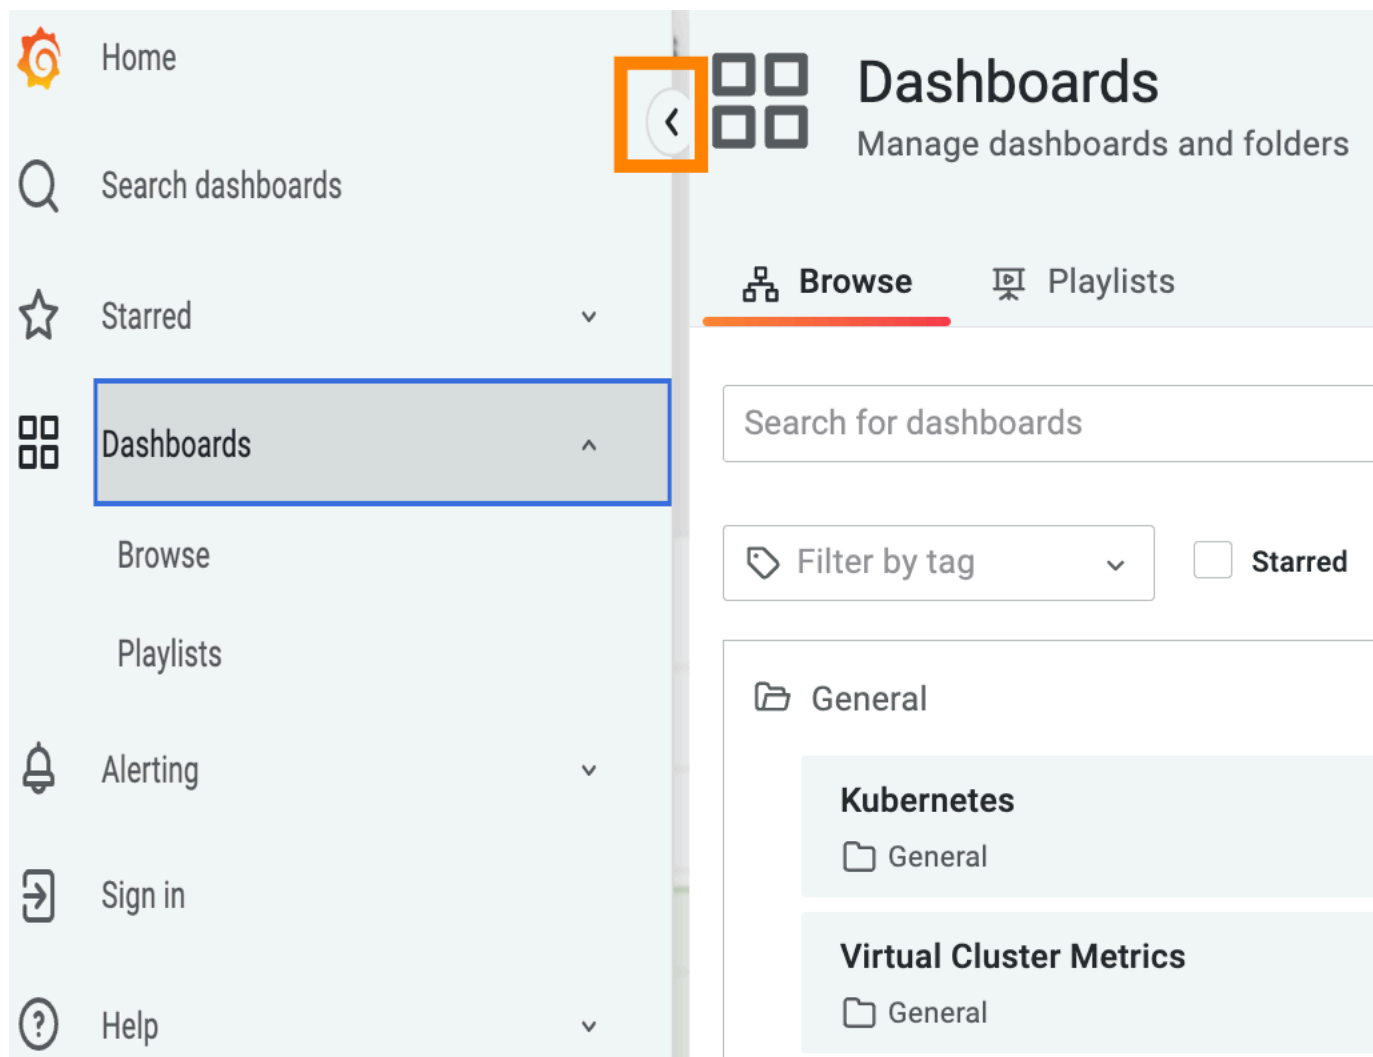 Home
Search dashboards
Starred
Dashboards
Browse
Playlists
Alerting
Sign in
Help
Dashboards
Manage dashboards and folders
Browse
Playlists
Search for dashboards
Filter by tag
Starred
General
Kubernetes
General
Virtual Cluster Metrics
General